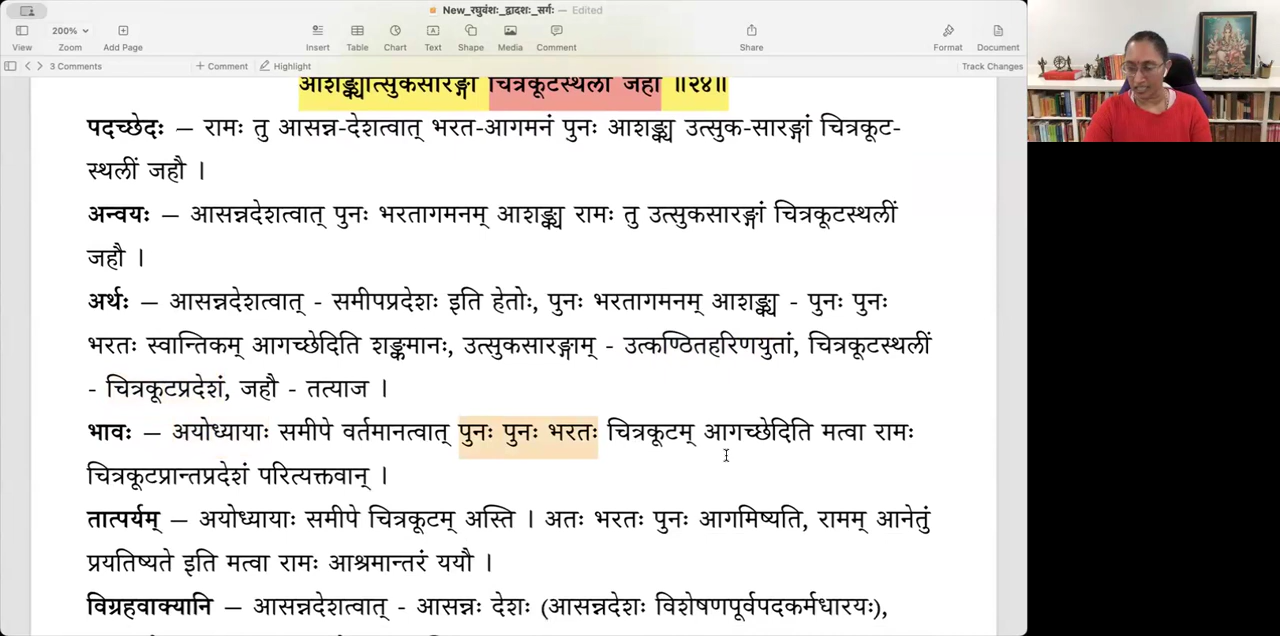 New_रघुवंशः_द्वादशः_सर्गः — Edited
200%
View Zoom Add Page Insert Table Chart Text Shape Media Comment Share Format Document
3 Comments + Comment Highlight Track Changes
आशङ्क्योत्सुकसारङ्गां चित्रकूटस्थलीं जहौ ॥२४॥
पदच्छेदः — रामः तु आसन्न-देशत्वात् भरत-आगमनं पुनः आशङ्क्य उत्सुक-सारङ्गां चित्रकूट-
स्थलीं जहौ ।
अन्वयः — आसन्नदेशत्वात् पुनः भरतागमनम् आशङ्क्य रामः तु उत्सुकसारङ्गां चित्रकूटस्थलीं
जहौ ।
अर्थः — आसन्नदेशत्वात् - समीपप्रदेशः इति हेतोः, पुनः भरतागमनम् आशङ्क्य - पुनः पुनः
भरतः स्वान्तिकम् आगच्छेदिति शङ्कमानः, उत्सुकसारङ्गाम् - उत्कण्ठितहरिणयुतां, चित्रकूटस्थलीं
- चित्रकूटप्रदेशं, जहौ - तत्याज ।
भावः — अयोध्यायाः समीपे वर्तमानत्वात् पुनः पुनः भरतः चित्रकूटम् आगच्छेदिति मत्वा रामः
चित्रकूटप्रान्तप्रदेशं परित्यक्तवान् ।
तात्पर्यम् — अयोध्यायाः समीपे चित्रकूटम् अस्ति । अतः भरतः पुनः आगमिष्यति, रामम् आनेतुं
प्रयतिष्यते इति मत्वा रामः आश्रमान्तरं ययौ ।
विग्रहवाक्यानि — आसन्नदेशत्वात् - आसन्नः देशः (आसन्नदेशः विशेषणपूर्वपदकर्मधारयः),